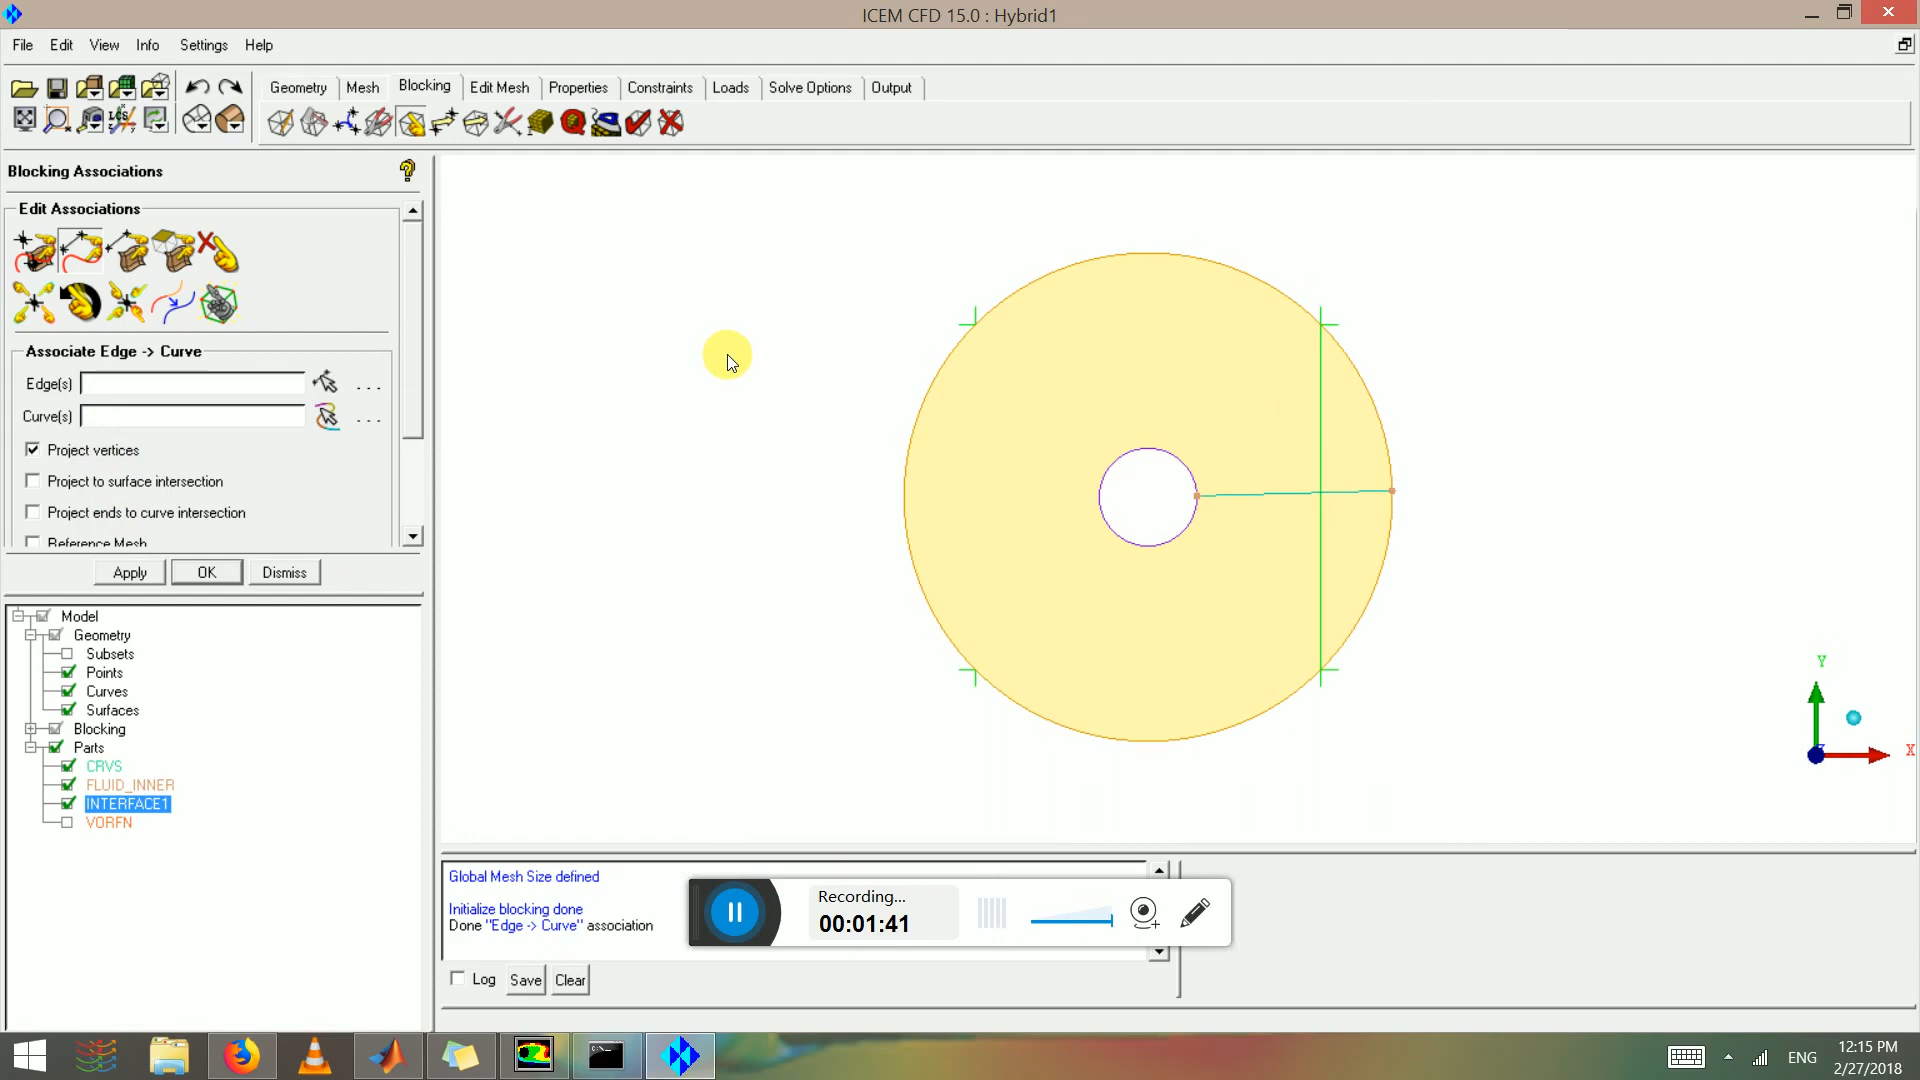 ICEM CFD 15.0 : Hybrid1
File Edit View Info Settings Help
Geometry Mesh Blocking Edit Mesh Properties Constraints Loads Solve Options Output
LCS
Blocking Associations
Edit Associations
Associate Edge -> Curve
Edge(s) ...
Curve(s) ...
Project vertices
Project to surface intersection
Project ends to curve intersection
Reference Mesh
Apply OK Dismiss
Model
Geometry
Subsets
Points
Curves
Surfaces
Blocking
Parts
CRVS
FLUID_INNER
INTERFACE1
VORFN
Y
X
Global Mesh Size defined
Initialize blocking done
Done "Edge -> Curve" association
Recording...
00:01:41
Log Save Clear
ENG
12:15 PM
2/27/2018